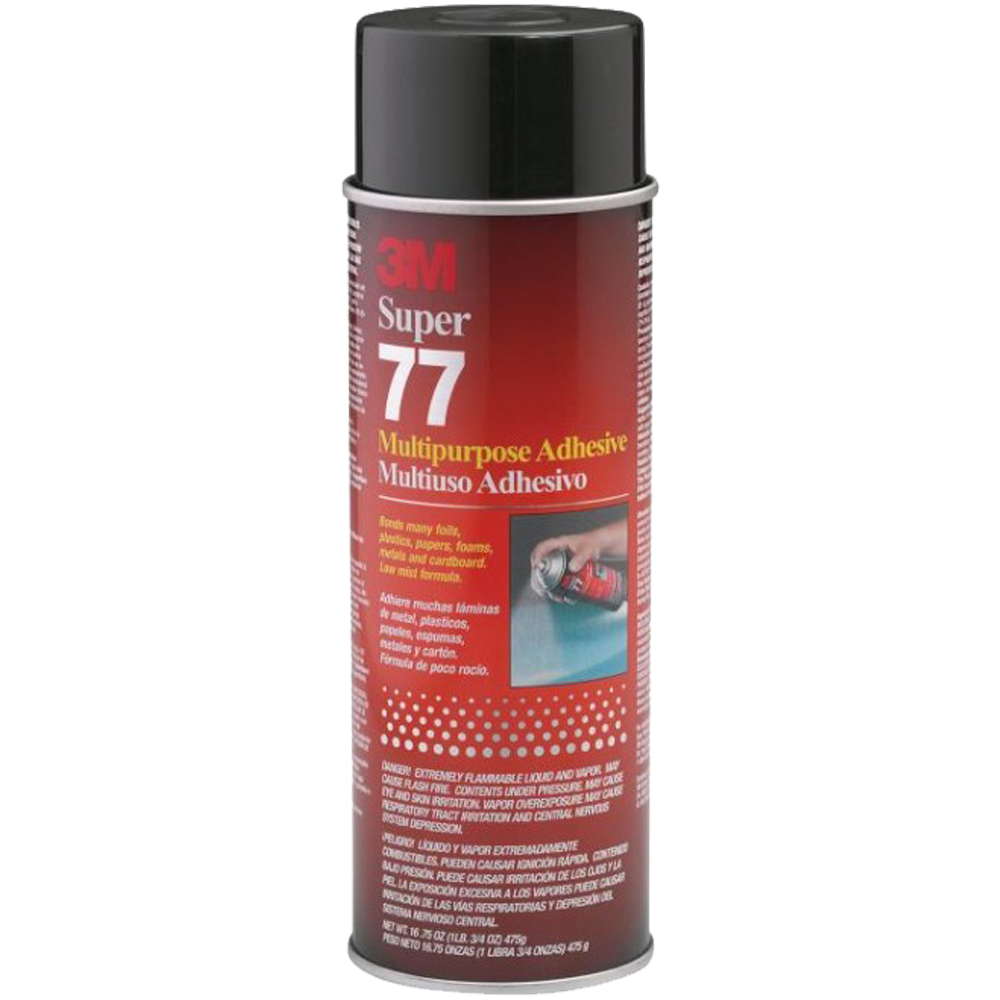 3M
Super
77
Multipurpose Adhesive
Multiuso Adhesivo
Bonds many foils,
plastics, papers, foams,
metals and cardboard.
Low mist formula.
Adhiere muchas láminas
de metal, plasticos,
papeles, espumas,
metales y cartón.
Fórmula de poco rocío.
DANGER! EXTREMELY FLAMMABLE LIQUID AND VAPOR. MAY
CAUSE FLASH FIRE. CONTENTS UNDER PRESSURE. MAY CAUSE
EYE AND SKIN IRRITATION. VAPOR OVEREXPOSURE MAY CAUSE
RESPIRATORY TRACT IRRITATION AND CENTRAL NERVOUS
SYSTEM DEPRESSION.
¡PELIGRO! LÍQUIDO Y VAPOR EXTREMADAMENTE
COMBUSTIBLES. PUEDEN CAUSAR IGNICIÓN RÁPIDA. CONTENIDO
BAJO PRESIÓN. PUEDE CAUSAR IRRITACIÓN DE LOS OJOS Y LA
PIEL. LA EXPOSICIÓN EXCESIVA A LOS VAPORES PUEDE CAUSAR
IRRITACIÓN DE LAS VÍAS RESPIRATORIAS Y DEPRESIÓN DEL
SISTEMA NERVIOSO CENTRAL.
NET WT. 16.75 OZ (1LB. 3/4 OZ) 475g
PESO NETO 16.75 ONZAS (1 LIBRA 3/4 ONZAS) 475 g